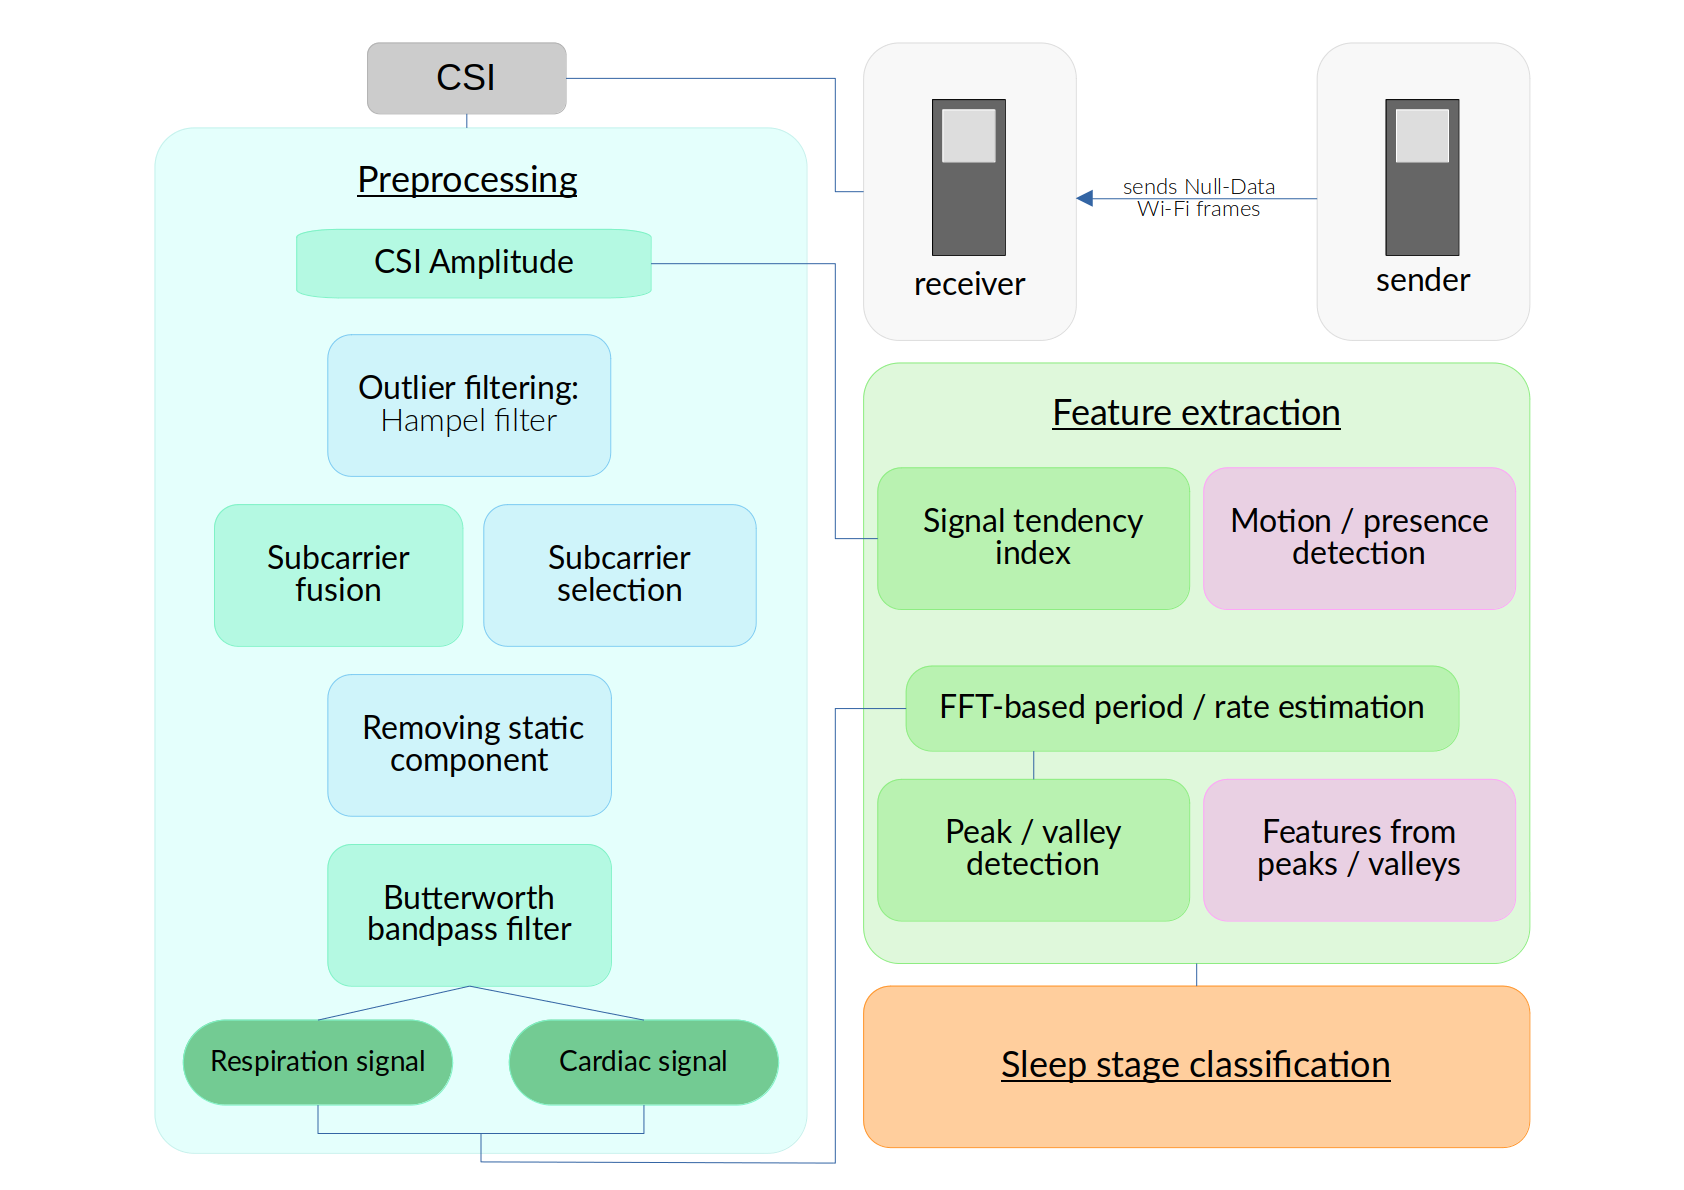 CSI
Preprocessing
CSI Amplitude
Outlier filtering:
Hampel filter
Subcarrier
fusion
Subcarrier
selection
Removing static
component
Butterworth
bandpass filter
Respiration signal
Cardiac signal
receiver
sends Null-Data
Wi-Fi frames
sender
Feature extraction
Signal tendency
index
Motion / presence
detection
FFT-based period / rate estimation
Peak / valley
detection
Features from
peaks / valleys
Sleep stage classification